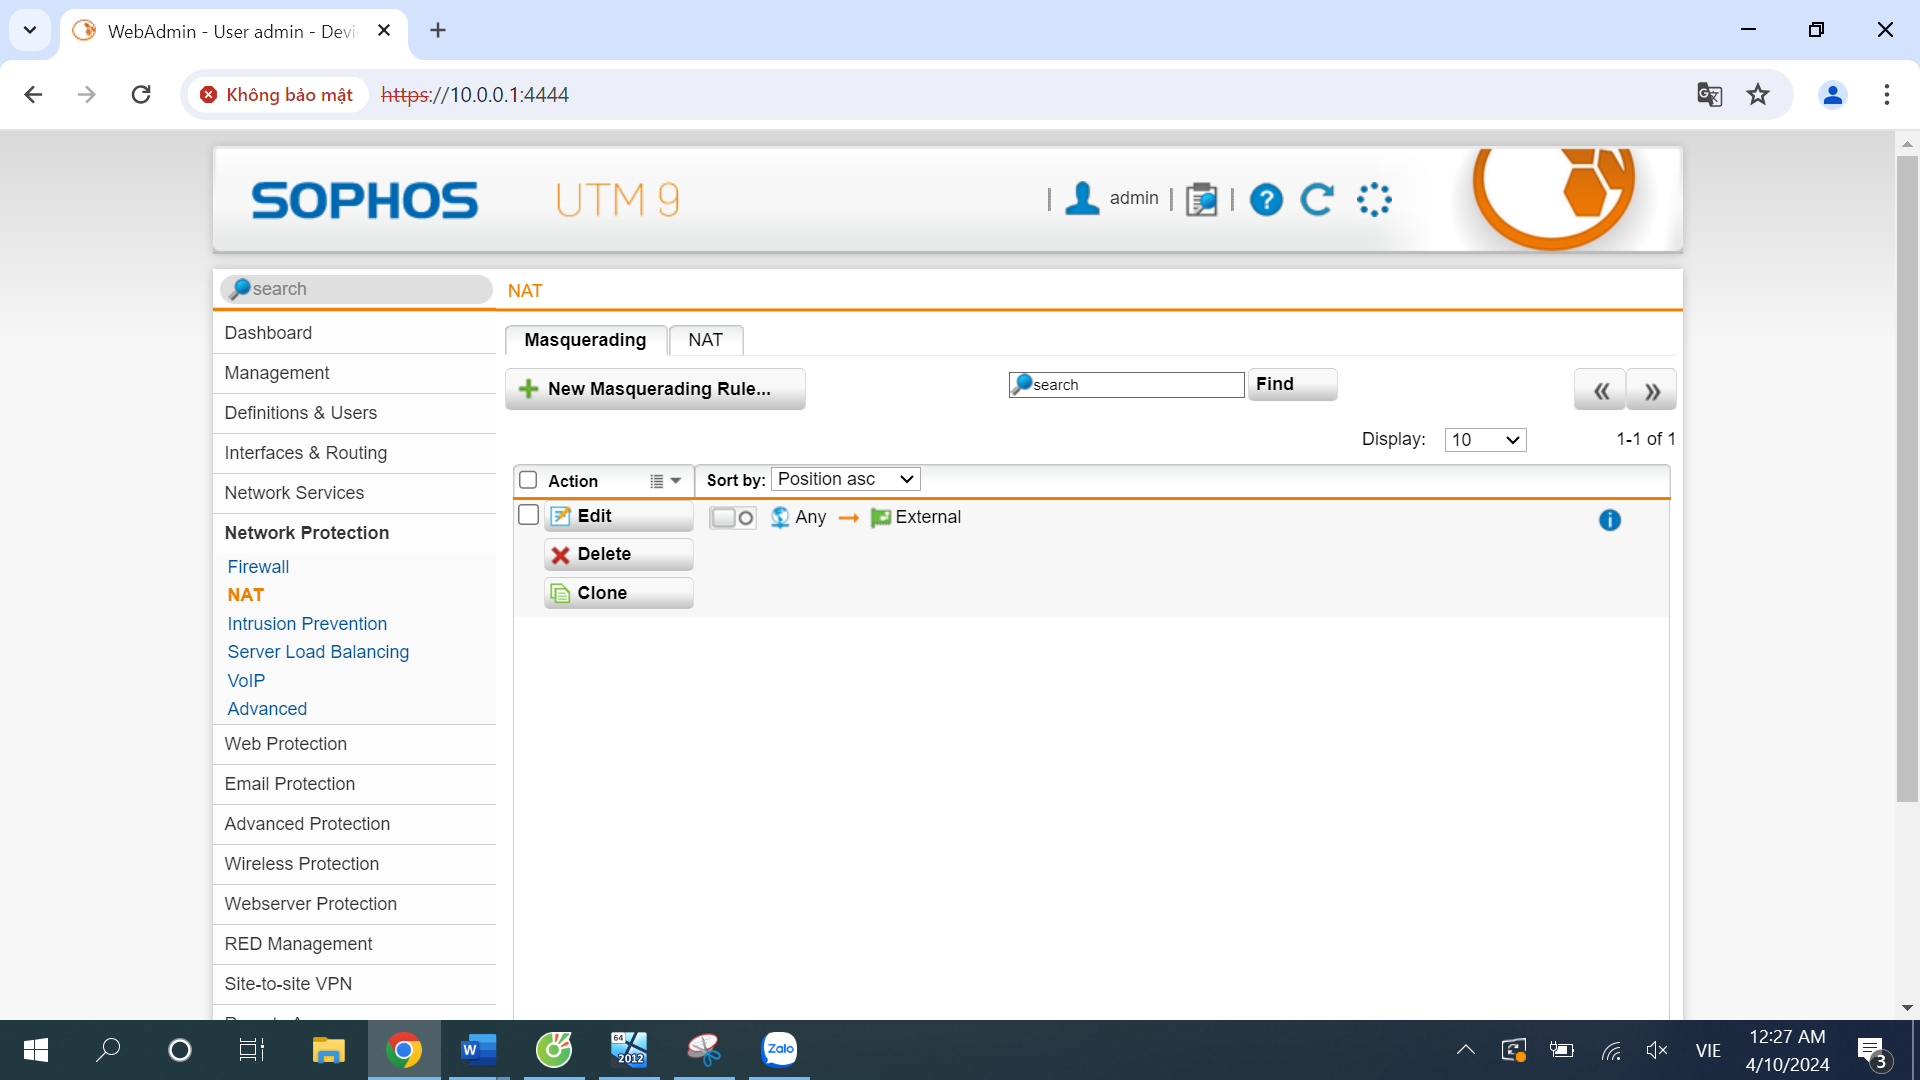 WebAdmin - User admin - Devi
Không bảo mật
https://10.0.0.1:4444
SOPHOS
UTM 9
admin
search
NAT
Dashboard
Management
Definitions & Users
Interfaces & Routing
Network Services
Network Protection
Firewall
NAT
Intrusion Prevention
Server Load Balancing
VoIP
Advanced
Web Protection
Email Protection
Advanced Protection
Wireless Protection
Webserver Protection
RED Management
Site-to-site VPN
Masquerading
NAT
New Masquerading Rule...
search
Find
Display:
10
1-1 of 1
Action
Sort by:
Position asc
Edit
Any
External
Delete
Clone
64
2012
Zalo
VIE
12:27 AM
4/10/2024
3